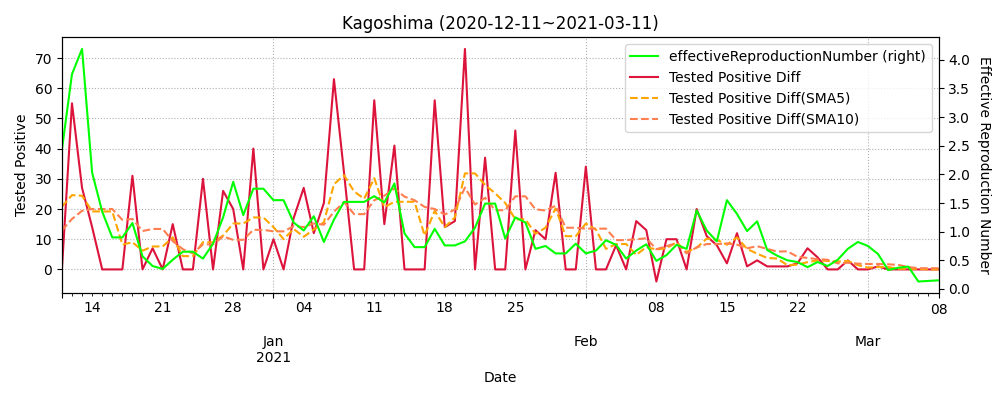 Kagoshima (2020-12-11~2021-03-11)
effectiveReproductionNumber (right)
Tested Positive Diff
Tested Positive Diff(SMA5)
Tested Positive Diff(SMA10)
Tested Positive
70
60
50
40
30
20
10
0
4.0
3.5
3.0
2.5
2.0
1.5
1.0
0.5
0.0
Effective Reproduction Number
14 21 28 04 11 18 25 08 15 22 08
Jan Feb Mar
2021
Date